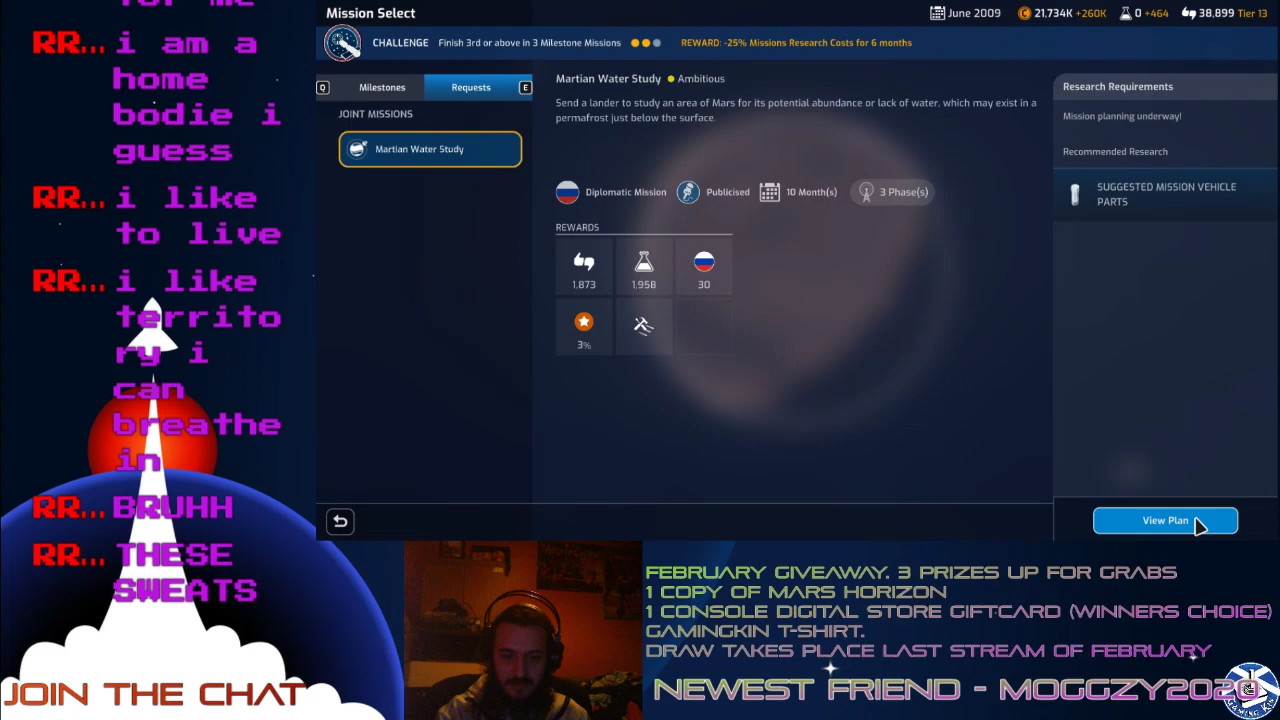 RR... i am a
home
bodie i
guess
RR... i like
to live
RR... i like
territo
ry i
can
breathe
in
RR... BRUHH
RR... THESE
SWEATS
JOIN THE CHAT
Mission Select
June 2009
21,734K +260K
0 +464
38,899 Tier 13
CHALLENGE Finish 3rd or above in 3 Milestone Missions
REWARD: -25% Missions Research Costs for 6 months
Q Milestones Requests E
JOINT MISSIONS
Martian Water Study
Martian Water Study Ambitious
Send a lander to study an area of Mars for its potential abundance or lack of water, which may exist in a
permafrost just below the surface.
Diplomatic Mission Publicised 10 Month(s) 3 Phase(s)
REWARDS
1,873 1,958 30
3%
Research Requirements
Mission planning underway!
Recommended Research
SUGGESTED MISSION VEHICLE
PARTS
View Plan
FEBRUARY GIVEAWAY. 3 PRIZES UP FOR GRABS
1 COPY OF MARS HORIZON
1 CONSOLE DIGITAL STORE GIFTCARD (WINNERS CHOICE)
GAMINGKIN T-SHIRT.
DRAW TAKES PLACE LAST STREAM OF FEBRUARY
NEWEST FRIEND - MOGGZY2020